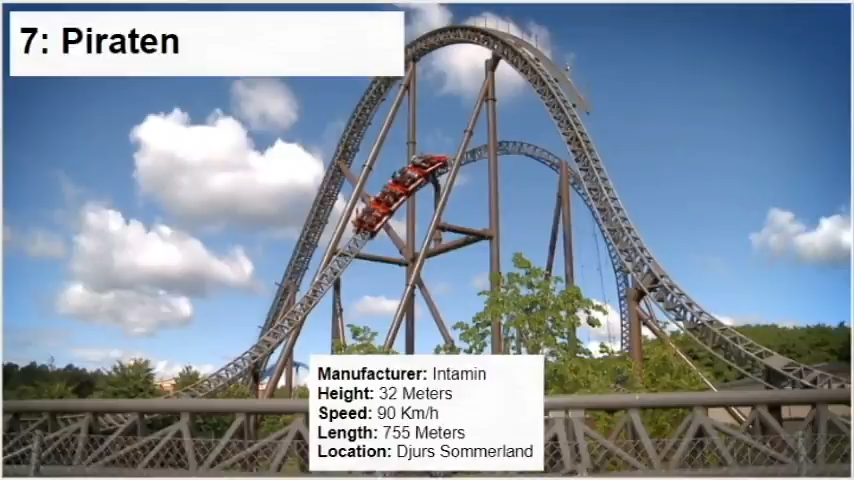 7: Piraten
Manufacturer: Intamin
Height: 32 Meters
Speed: 90 Km/h
Length: 755 Meters
Location: Djurs Sommerland